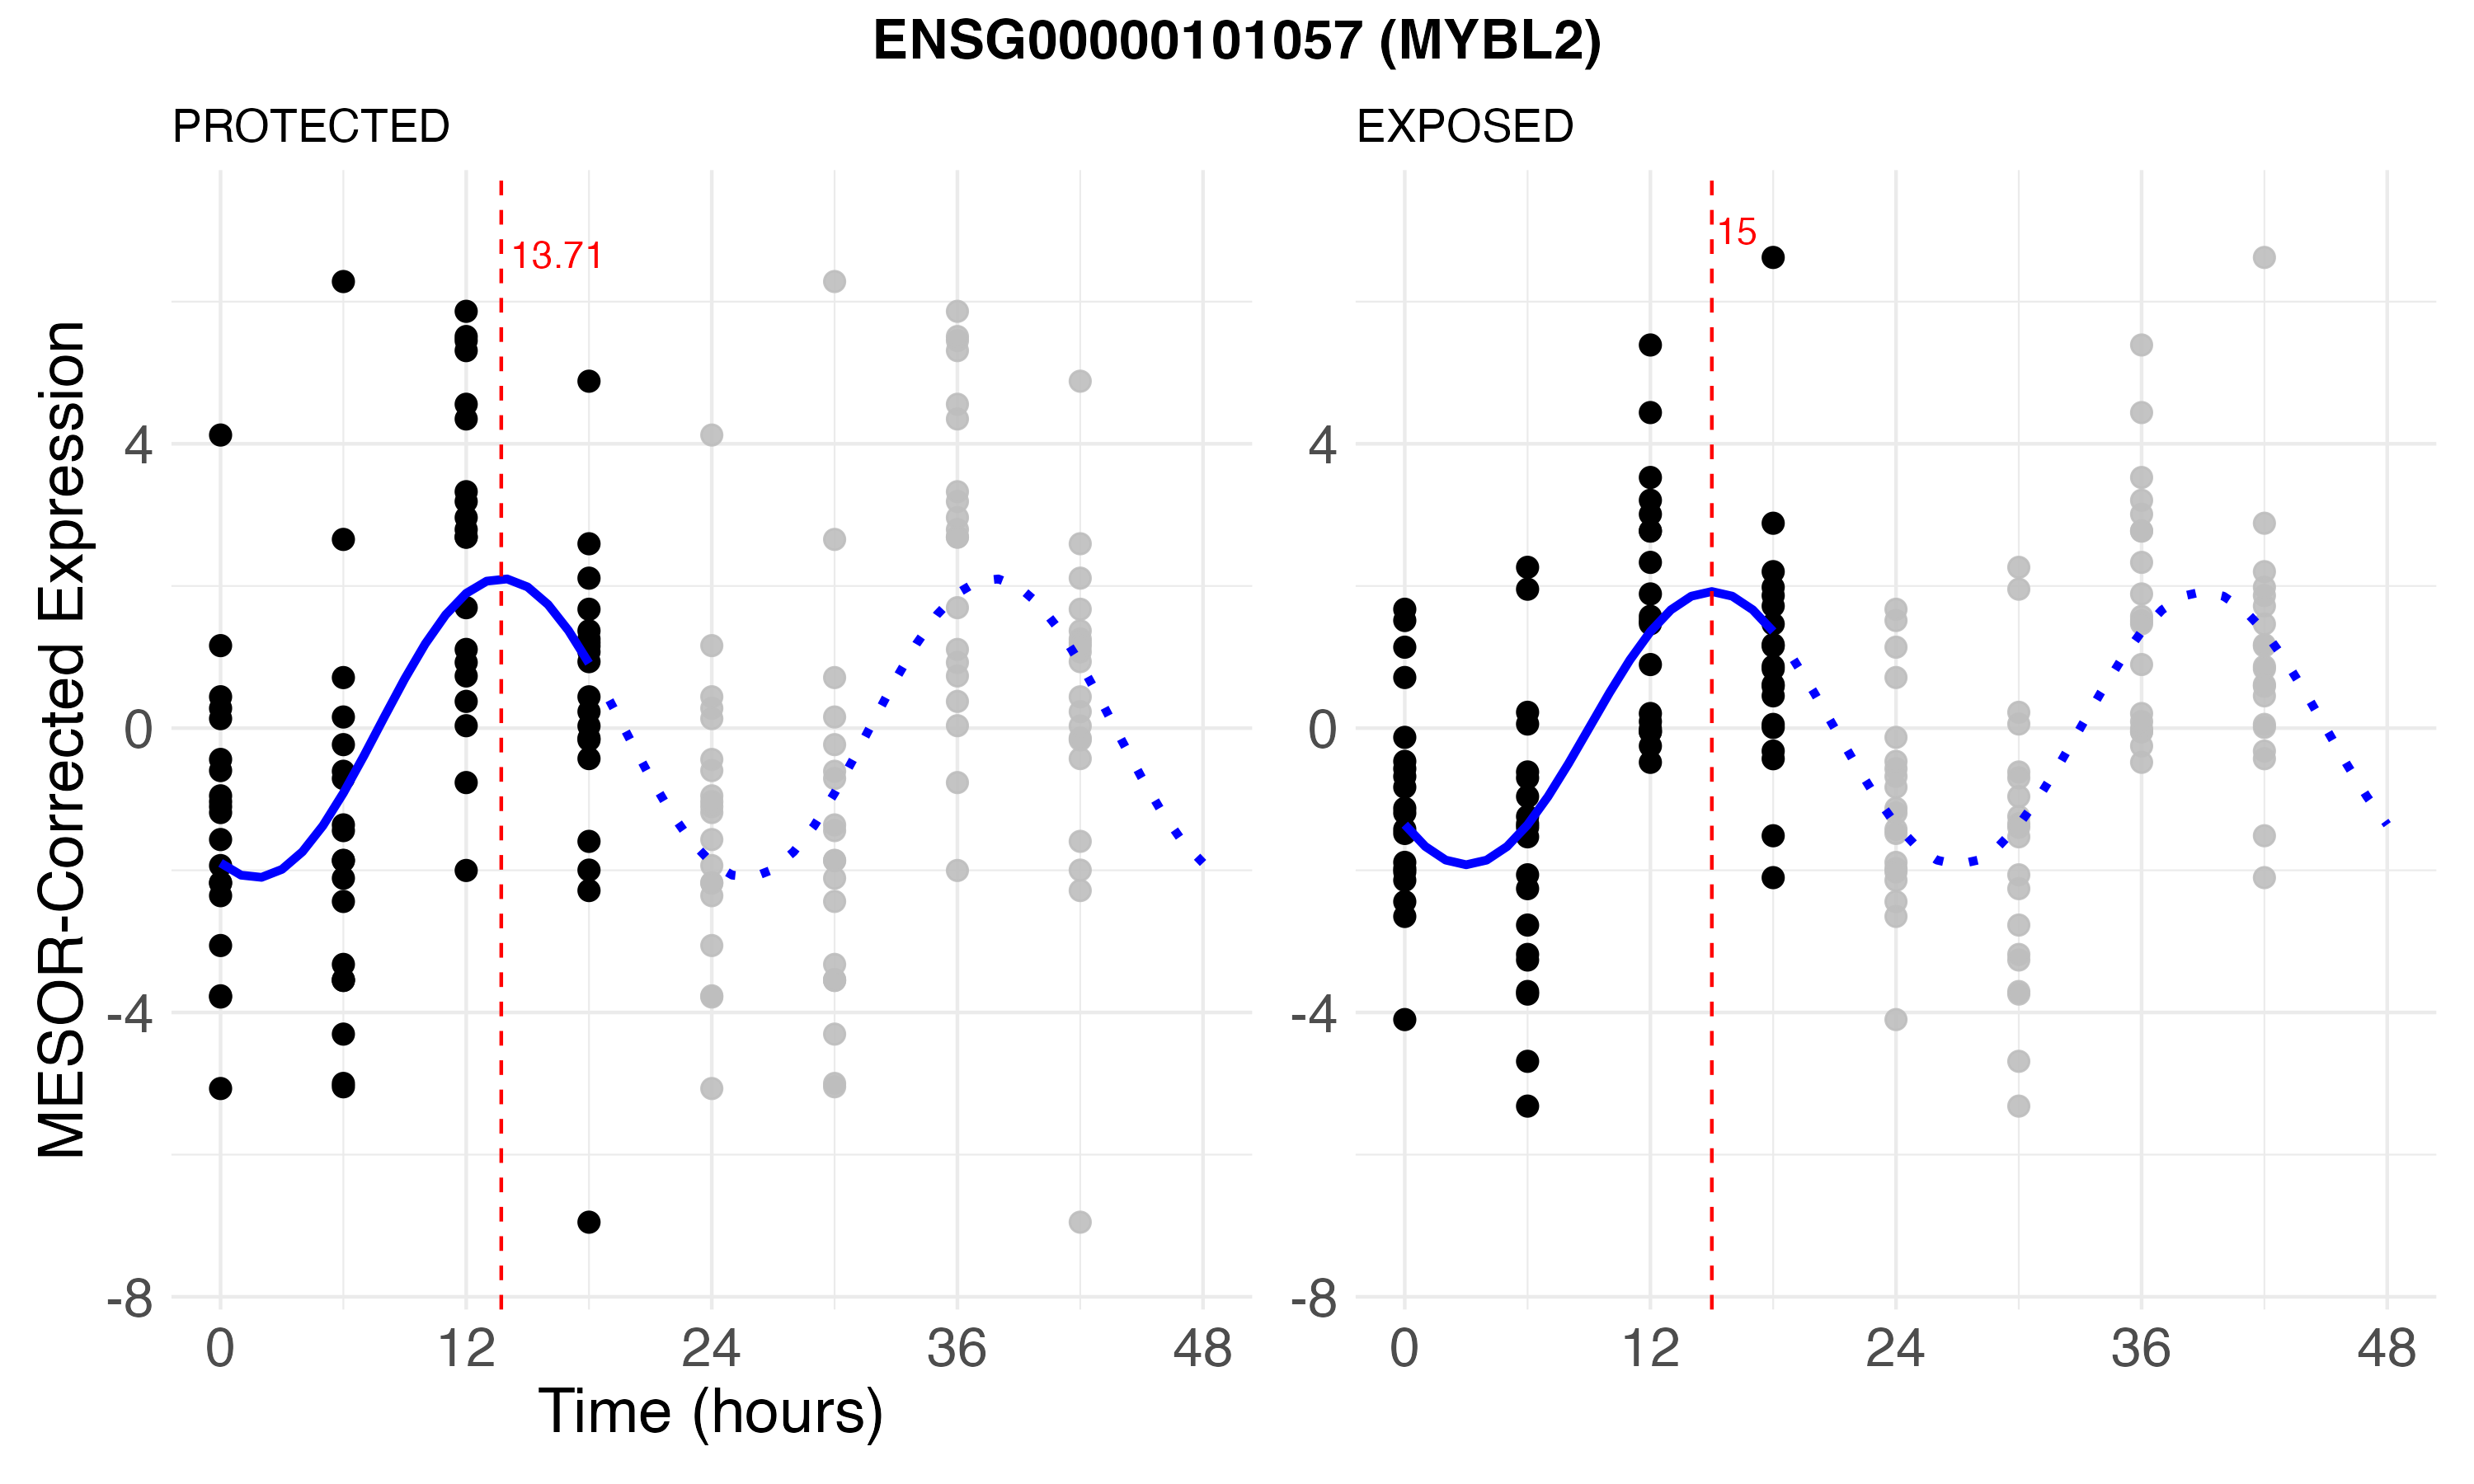 ENSG00000101057 (MYBL2)
PROTECTED
EXPOSED
13.71
15
MESOR-Corrected Expression
4
0
-4
-8
4
0
-4
-8
0 12 24 36 48
0 12 24 36 48
Time (hours)